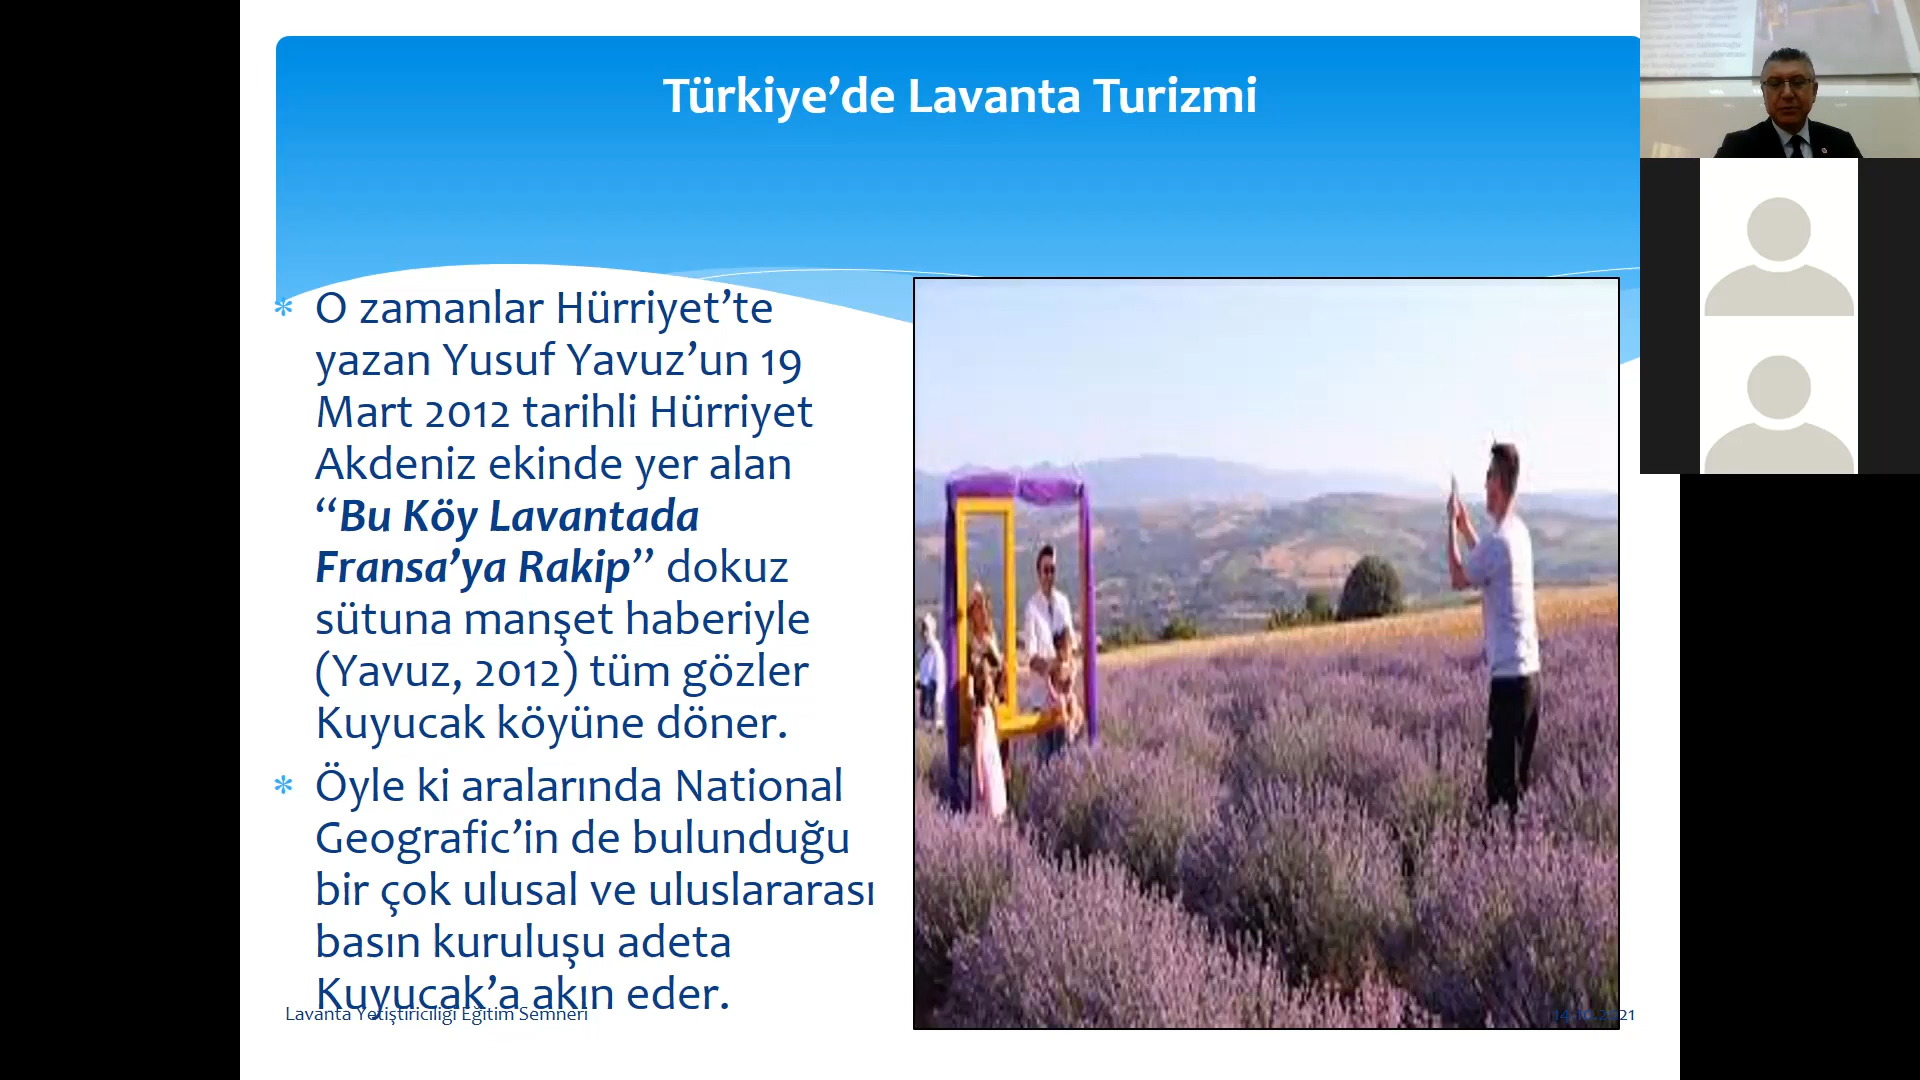 Türkiye’de Lavanta Turizmi
O zamanlar Hürriyet’te
yazan Yusuf Yavuz’un 19
Mart 2012 tarihli Hürriyet
Akdeniz ekinde yer alan
“Bu Köy Lavantada
Fransa’ya Rakip” dokuz
sütuna manşet haberiyle
(Yavuz, 2012) tüm gözler
Kuyucak köyüne döner.
Öyle ki aralarında National
Geografic’in de bulunduğu
bir çok ulusal ve uluslararası
basın kuruluşu adeta
Kuyucak’a akın eder.
Lavanta Yetiştiriciliği Eğitim Semneri